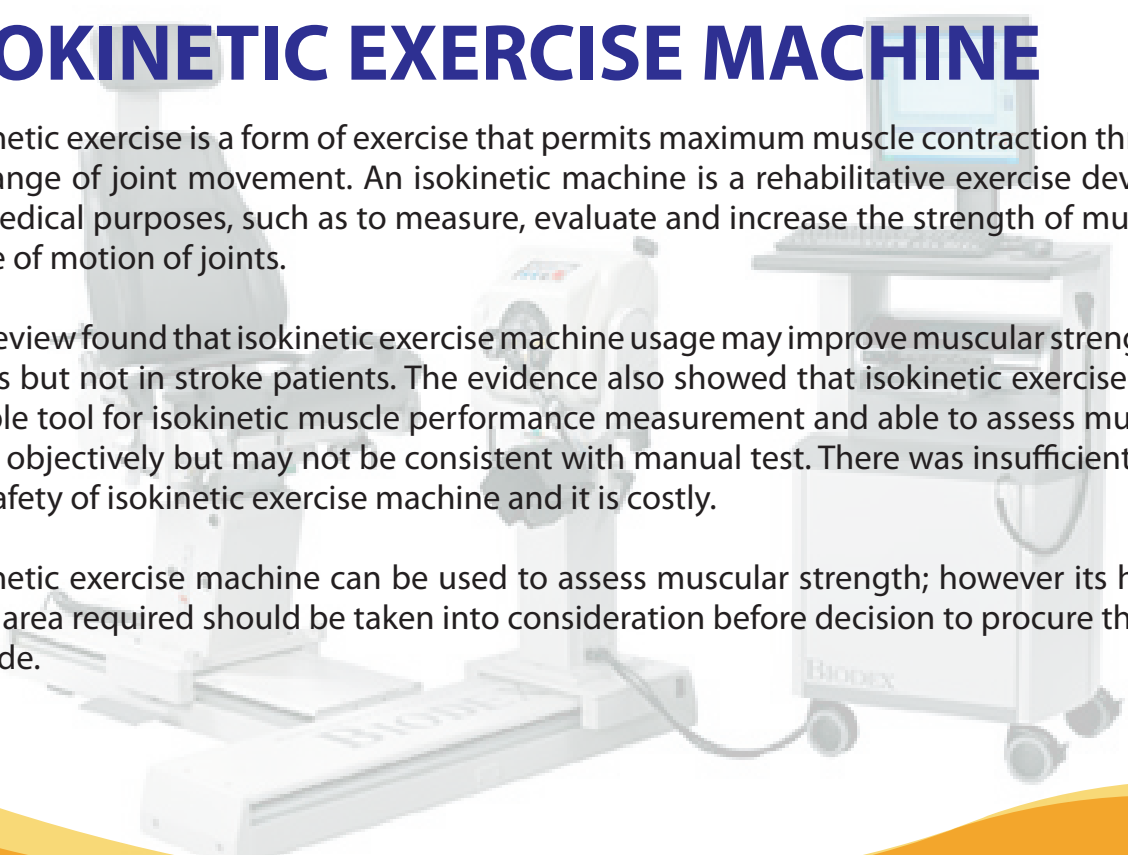 OKINETIC EXERCISE MACHINE
netic exercise is a form of exercise that permits maximum muscle contraction th
ange of joint movement. An isokinetic machine is a rehabilitative exercise dev
edical purposes, such as to measure, evaluate and increase the strength of mu
e of motion of joints.
eview found that isokinetic exercise machine usage may improve muscular streng
s but not in stroke patients. The evidence also showed that isokinetic exercise
ble tool for isokinetic muscle performance measurement and able to assess mu
objectively but may not be consistent with manual test. There was insufficient
afety of isokinetic exercise machine and it is costly.
netic exercise machine can be used to assess muscular strength; however its h
area required should be taken into consideration before decision to procure th
de.
BIODEX
BIODEX